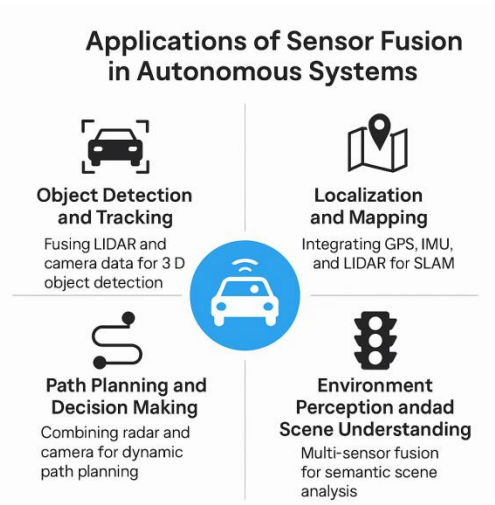 Applications of Sensor Fusion
in Autonomous Systems
Object Detection
and Tracking
Fusing LIDAR and
camera data for 3 D
object detection
Localization
and Mapping
Integrating GPS, IMU,
and LIDAR for SLAM
Path Planning and
Decision Making
Combining radar and
camera for dynamic
path planning
Environment
Perception andad
Scene Understanding
Multi-sensor fusion
for semantic scene
analysis